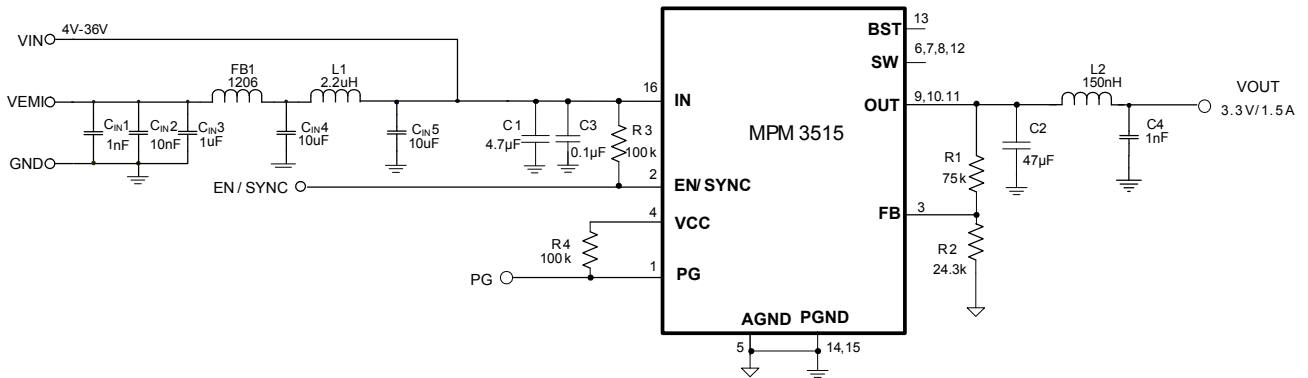 VIN
4V-36V
VEMI
GND
FB1
1206
L1
2.2uH
CIN1
1nF
CIN2
10nF
CIN3
1uF
CIN4
10uF
CIN5
10uF
C1
4.7µF
C3
0.1µF
R3
100k
EN / SYNC
PG
R4
100k
16
IN
2
EN/ SYNC
4
VCC
1
PG
MPM 3515
BST
13
SW
6,7,8,12
OUT
9,10.11
FB
3
AGND
PGND
5
14,15
R1
75k
R2
24.3k
C2
47µF
L2
150nH
C4
1nF
VOUT
3.3V/1.5A